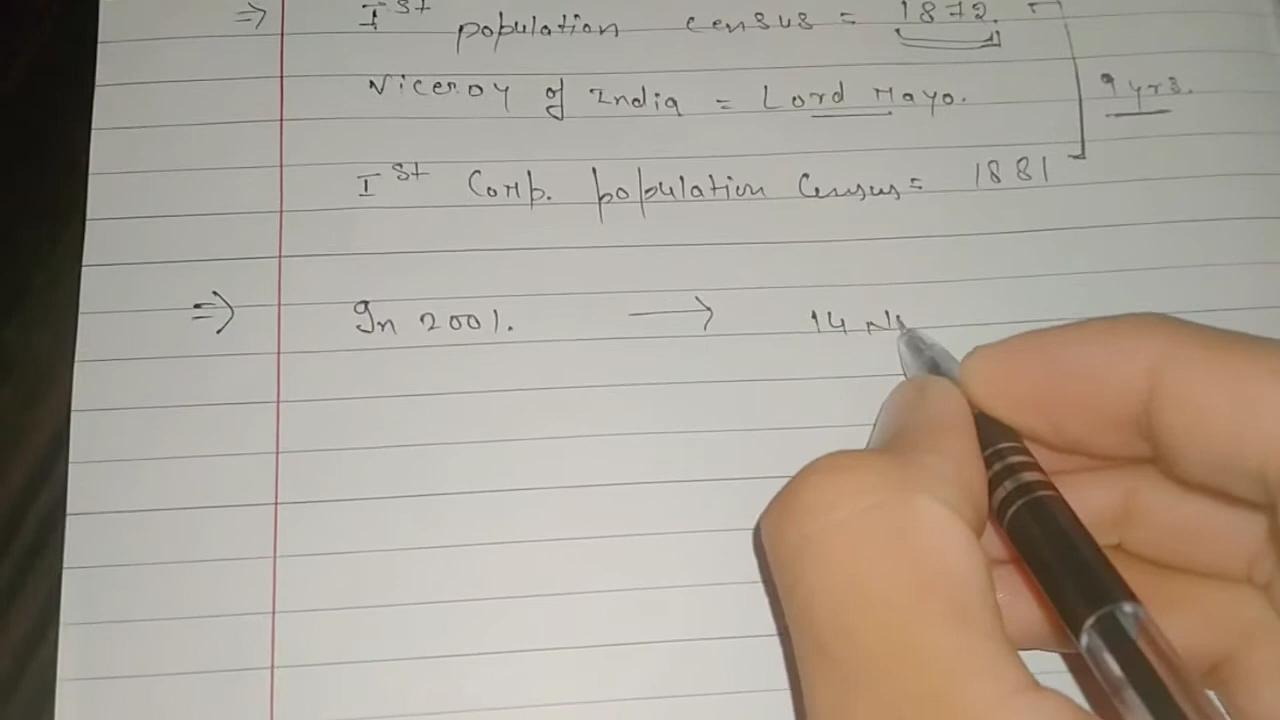 => Ist population census = 1872.
Viceroy of India = Lord Mayo. 9 yrs.
Ist Comp. population Census = 1881
=> In 2001. → 14